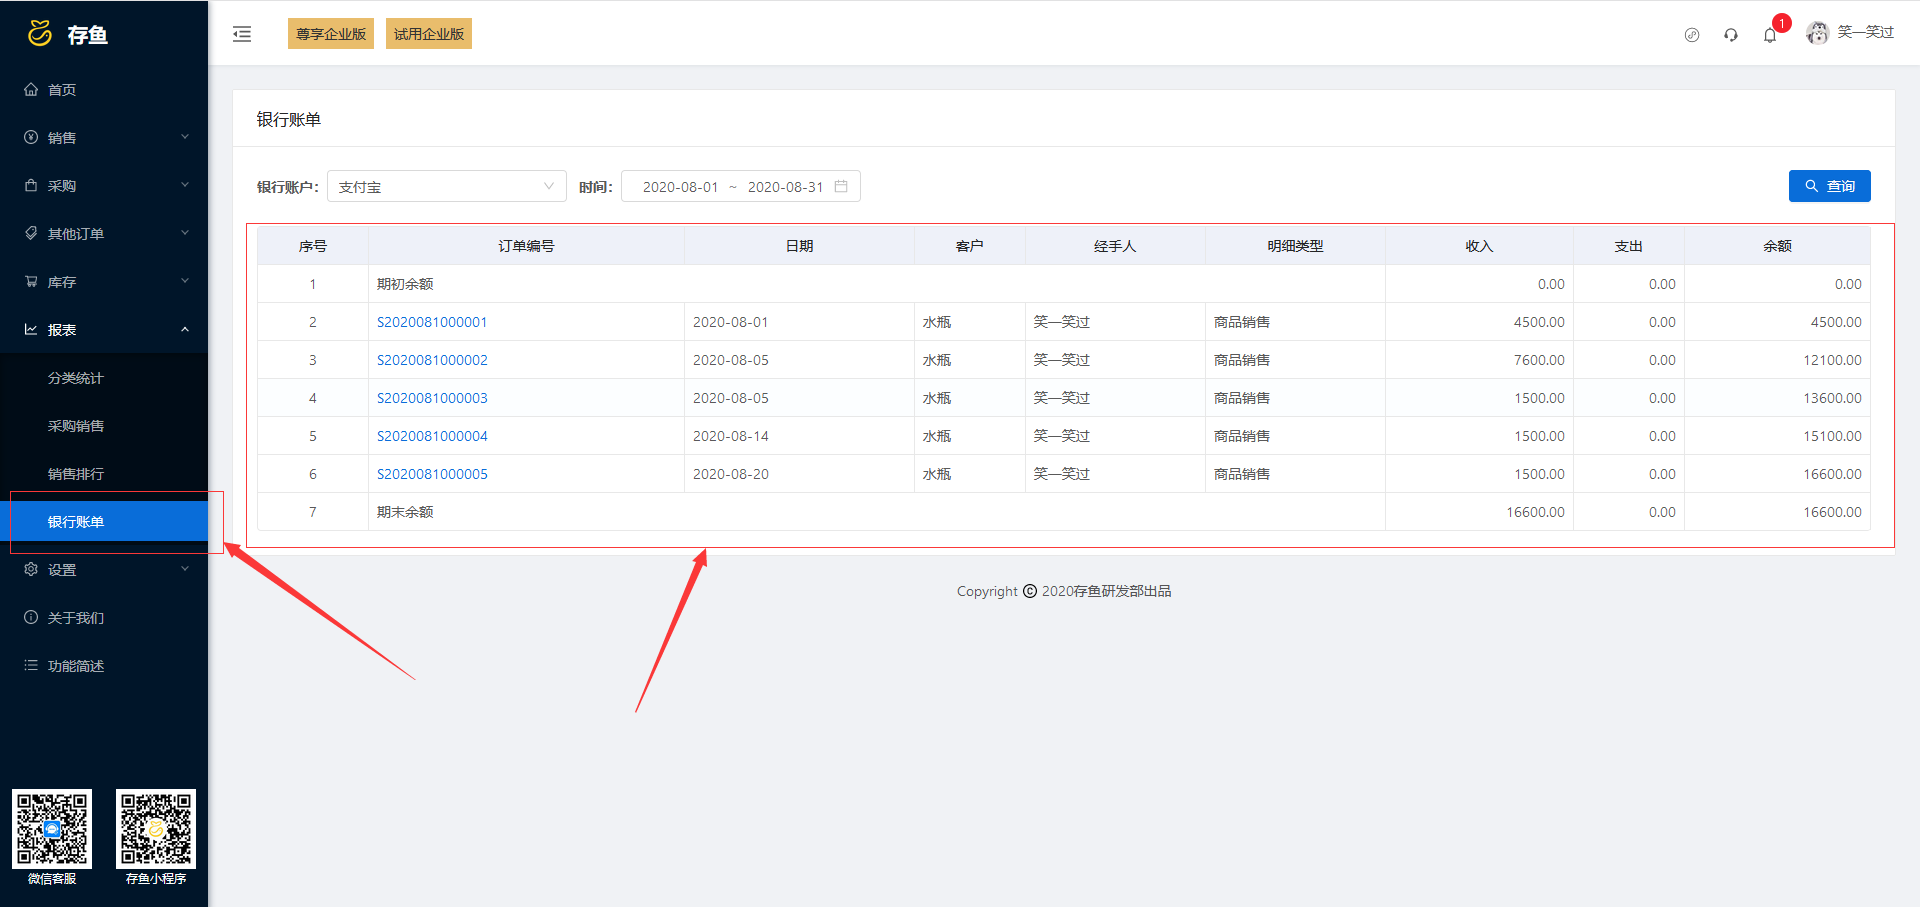 存鱼
尊享企业版 试用企业版
1
笑一笑过
首页
销售
采购
其他订单
库存
报表
分类统计
采购销售
销售排行
银行账单
设置
关于我们
功能简述
微信客服 存鱼小程序
银行账单
银行账户: 支付宝 时间: 2020-08-01 ~ 2020-08-31 查询
序号 订单编号 日期 客户 经手人 明细类型 收入 支出 余额
1 期初余额 0.00 0.00 0.00
2 S2020081000001 2020-08-01 水瓶 笑一笑过 商品销售 4500.00 0.00 4500.00
3 S2020081000002 2020-08-05 水瓶 笑一笑过 商品销售 7600.00 0.00 12100.00
4 S2020081000003 2020-08-05 水瓶 笑一笑过 商品销售 1500.00 0.00 13600.00
5 S2020081000004 2020-08-14 水瓶 笑一笑过 商品销售 1500.00 0.00 15100.00
6 S2020081000005 2020-08-20 水瓶 笑一笑过 商品销售 1500.00 0.00 16600.00
7 期末余额 16600.00 0.00 16600.00
Copyright © 2020存鱼研发部出品